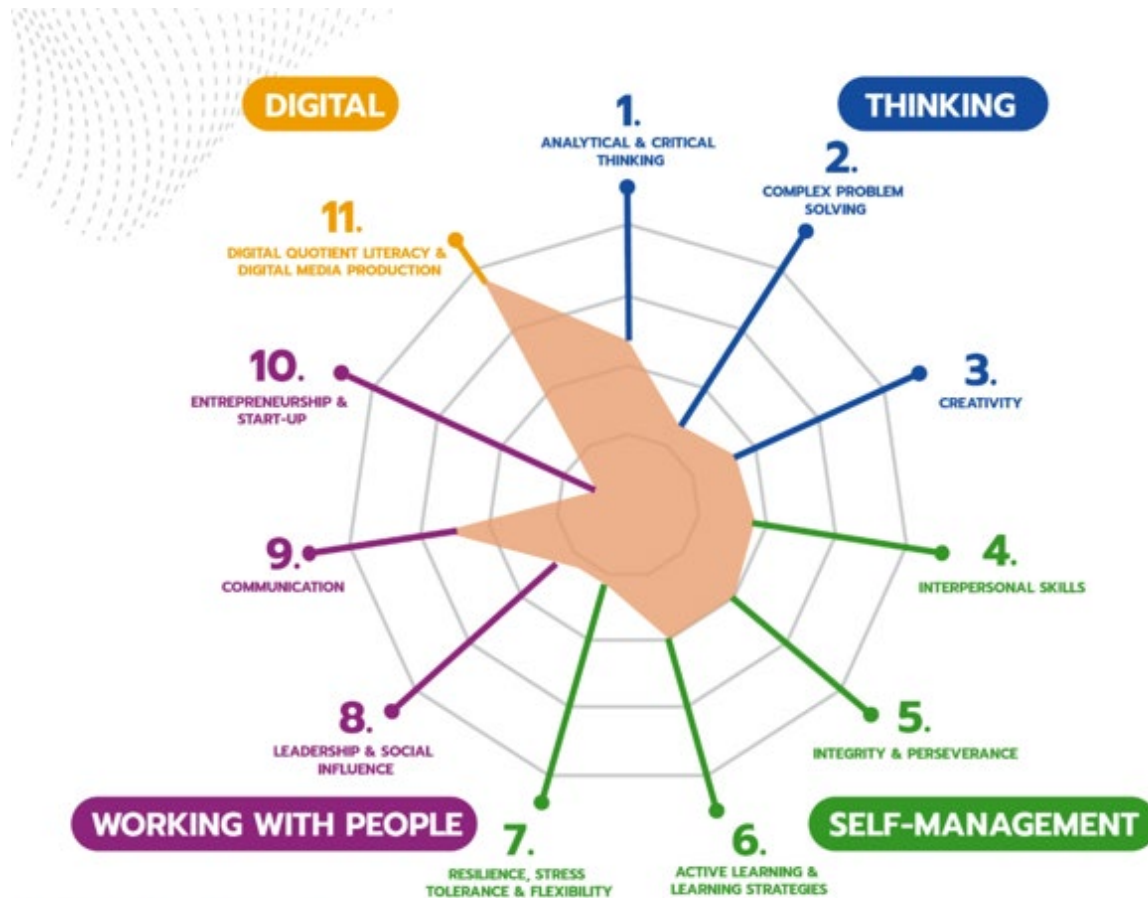 DIGITAL
THINKING
1.
ANALYTICAL & CRITICAL
THINKING
2.
COMPLEX PROBLEM
SOLVING
3.
CREATIVITY
4.
INTERPERSONAL SKILLS
5.
INTEGRITY & PERSEVERANCE
SELF-MANAGEMENT
6.
ACTIVE LEARNING &
LEARNING STRATEGIES
7.
RESILIENCE, STRESS
TOLERANCE & FLEXIBILITY
WORKING WITH PEOPLE
8.
LEADERSHIP & SOCIAL
INFLUENCE
9.
COMMUNICATION
10.
ENTREPRENEURSHIP &
START-UP
11.
DIGITAL QUOTIENT LITERACY &
DIGITAL MEDIA PRODUCTION